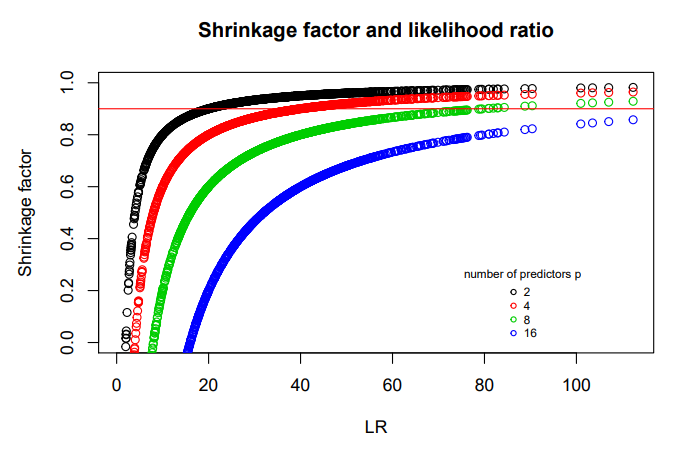 Shrinkage factor and likelihood ratio
Shrinkage factor
1.0
0.8
0.6
0.4
0.2
0.0
number of predictors p
2
4
8
16
0 20 40 60 80 100
LR